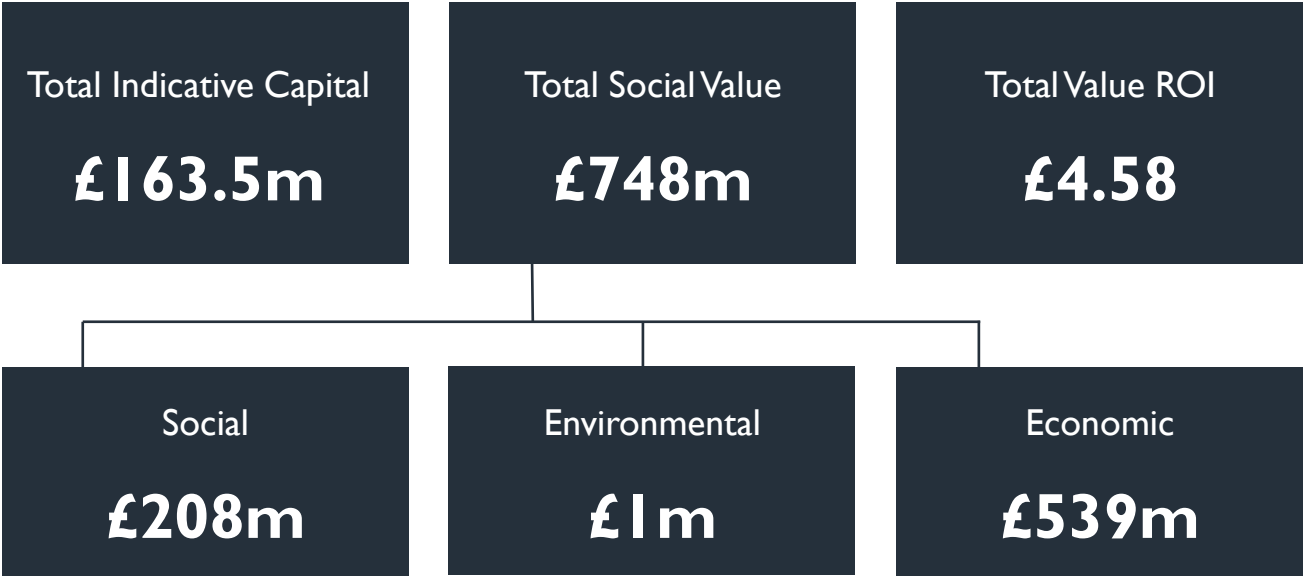 Total Indicative Capital
£163.5m
Total Social Value
£748m
Total Value ROI
£4.58
Social
£208m
Environmental
£1m
Economic
£539m